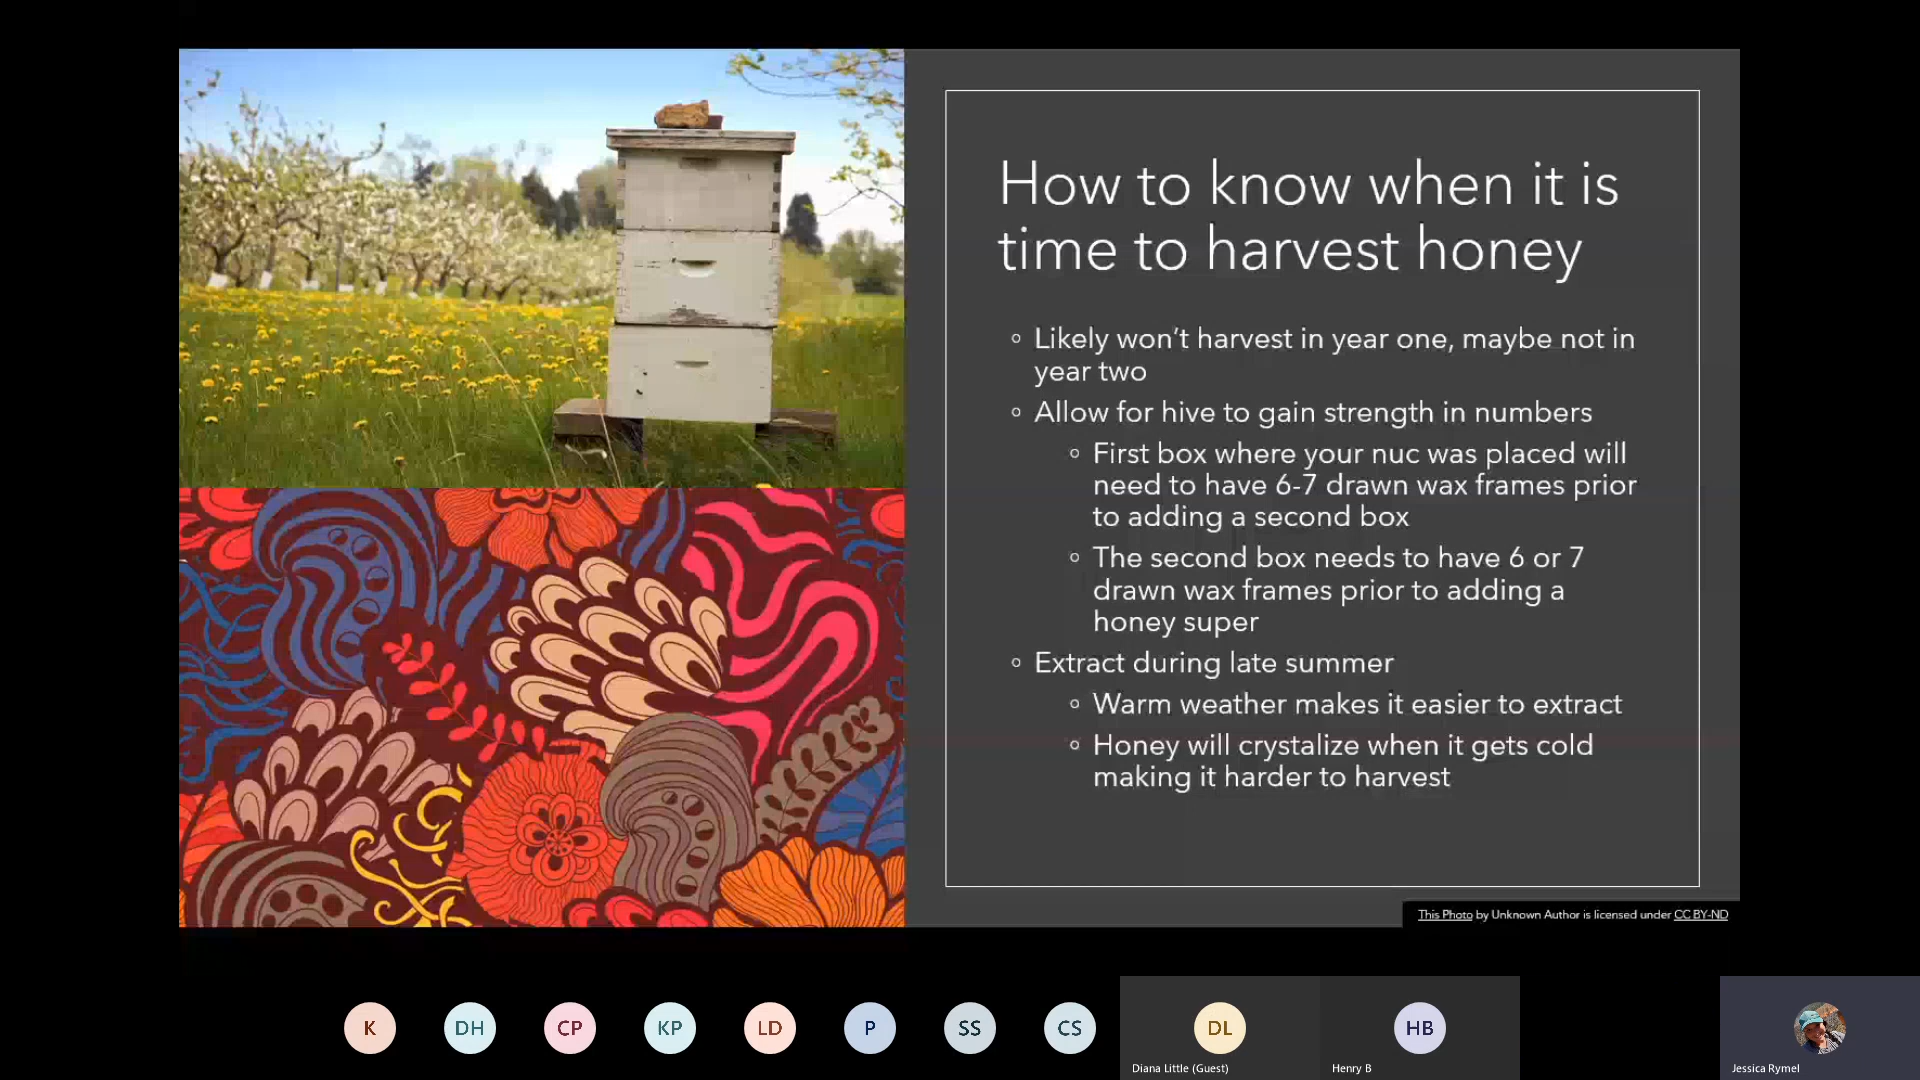 How to know when it is
time to harvest honey
Likely won't harvest in year one, maybe not in
year two
Allow for hive to gain strength in numbers
First box where your nuc was placed will
need to have 6-7 drawn wax frames prior
to adding a second box
The second box needs to have 6 or 7
drawn wax frames prior to adding a
honey super
Extract during late summer
Warm weather makes it easier to extract
Honey will crystalize when it gets cold
making it harder to harvest
This Photo by Unknown Author is licensed under CC BY-ND
K
DH
CP
KP
LD
P
SS
CS
DL
HB
Diana Little (Guest)
Henry B
Jessica Rymel